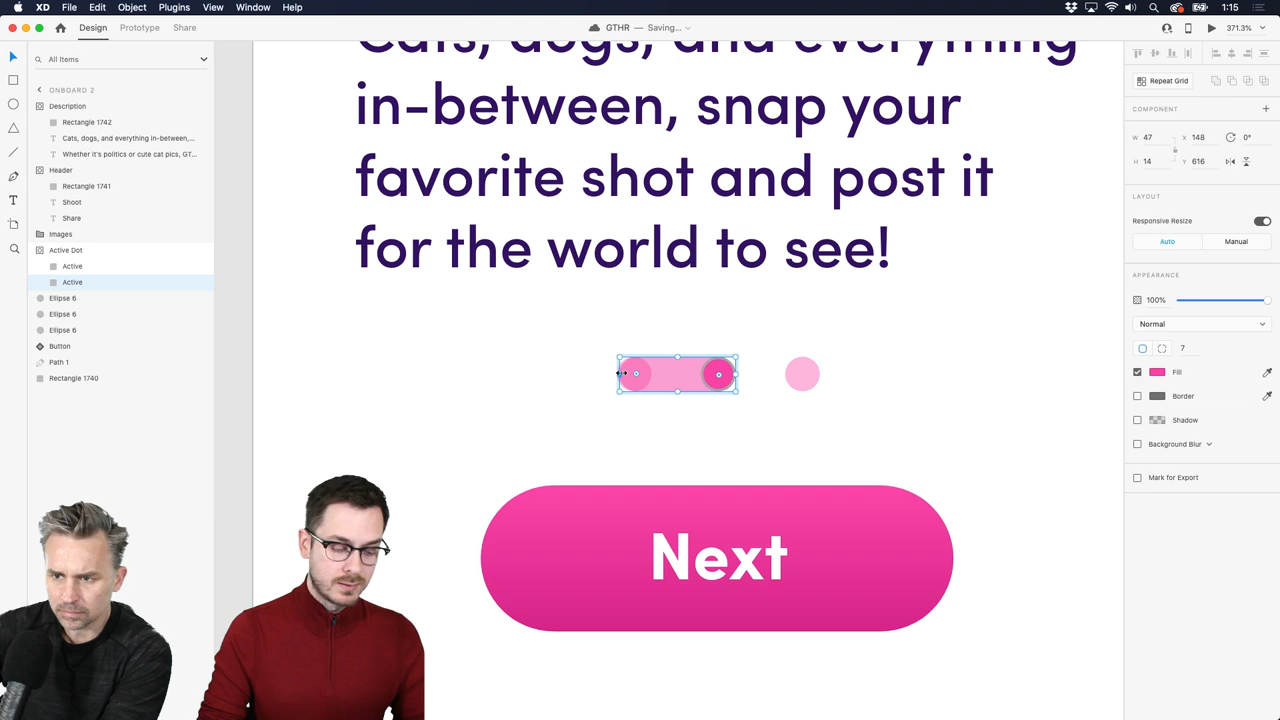 XD File Edit Object Plugins View Window Help 1:15
Design Prototype Share GTHR — Saving... 371.3%
All Items
ONBOARD 2
Description
Rectangle 1742
Cats, dogs, and everything in-between,...
Whether it's politics or cute cat pics, GT...
Header
Rectangle 1741
Shoot
Share
Images
Active Dot
Active
Active
Ellipse 6
Ellipse 6
Ellipse 6
Button
Path 1
Rectangle 1740
Cats, dogs, and everything
in-between, snap your
favorite shot and post it
for the world to see!
Next
Repeat Grid
COMPONENT
W 47 X 148 0°
H 14 Y 616
LAYOUT
Responsive Resize
Auto Manual
APPEARANCE
100%
Normal
7
Fill
Border
Shadow
Background Blur
Mark for Export